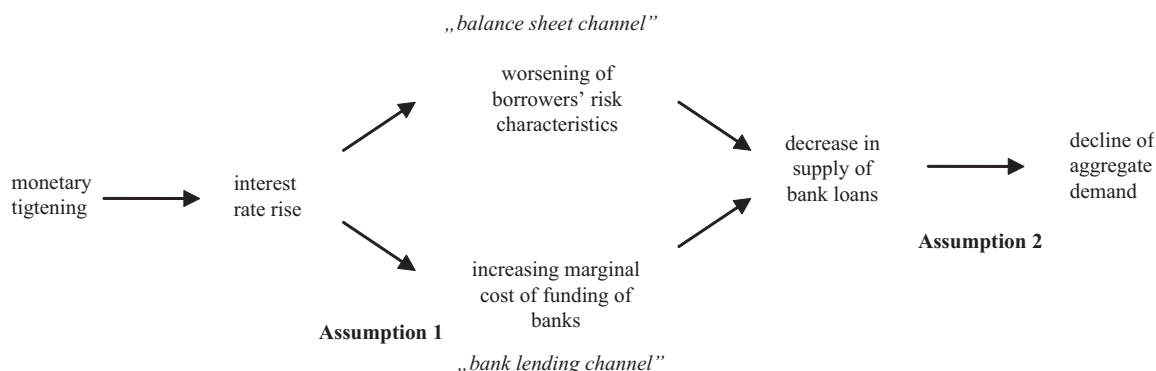 „balance sheet channel”
worsening of
borrowers’ risk
characteristics
monetary
tigtening
interest
rate rise
decrease in
supply of
bank loans
decline of
aggregate
demand
Assumption 2
increasing marginal
cost of funding of
banks
Assumption 1
„bank lending channel”